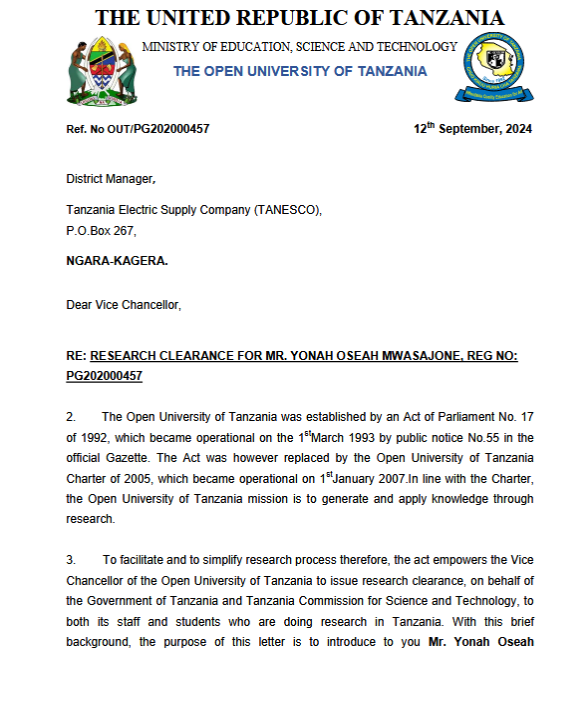 THE UNITED REPUBLIC OF TANZANIA
MINISTRY OF EDUCATION, SCIENCE AND TECHNOLOGY
THE OPEN UNIVERSITY OF TANZANIA
Ref. No OUT/PG202000457 12th September, 2024
District Manager,
Tanzania Electric Supply Company (TANESCO),
P.O.Box 267,
NGARA-KAGERA.
Dear Vice Chancellor,
RE: RESEARCH CLEARANCE FOR MR. YONAH OSEAH MWASAJONE, REG NO:
PG202000457
2. The Open University of Tanzania was established by an Act of Parliament No. 17
of 1992, which became operational on the 1stMarch 1993 by public notice No.55 in the
official Gazette. The Act was however replaced by the Open University of Tanzania
Charter of 2005, which became operational on 1stJanuary 2007.In line with the Charter,
the Open University of Tanzania mission is to generate and apply knowledge through
research.
3. To facilitate and to simplify research process therefore, the act empowers the Vice
Chancellor of the Open University of Tanzania to issue research clearance, on behalf of
the Government of Tanzania and Tanzania Commission for Science and Technology, to
both its staff and students who are doing research in Tanzania. With this brief
background, the purpose of this letter is to introduce to you Mr. Yonah Oseah